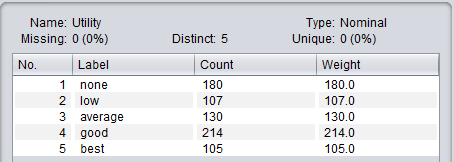 Name: Utility Type: Nominal
Missing: 0 (0%) Distinct: 5 Unique: 0 (0%)
No. Label Count Weight
1 none 180 180.0
2 low 107 107.0
3 average 130 130.0
4 good 214 214.0
5 best 105 105.0